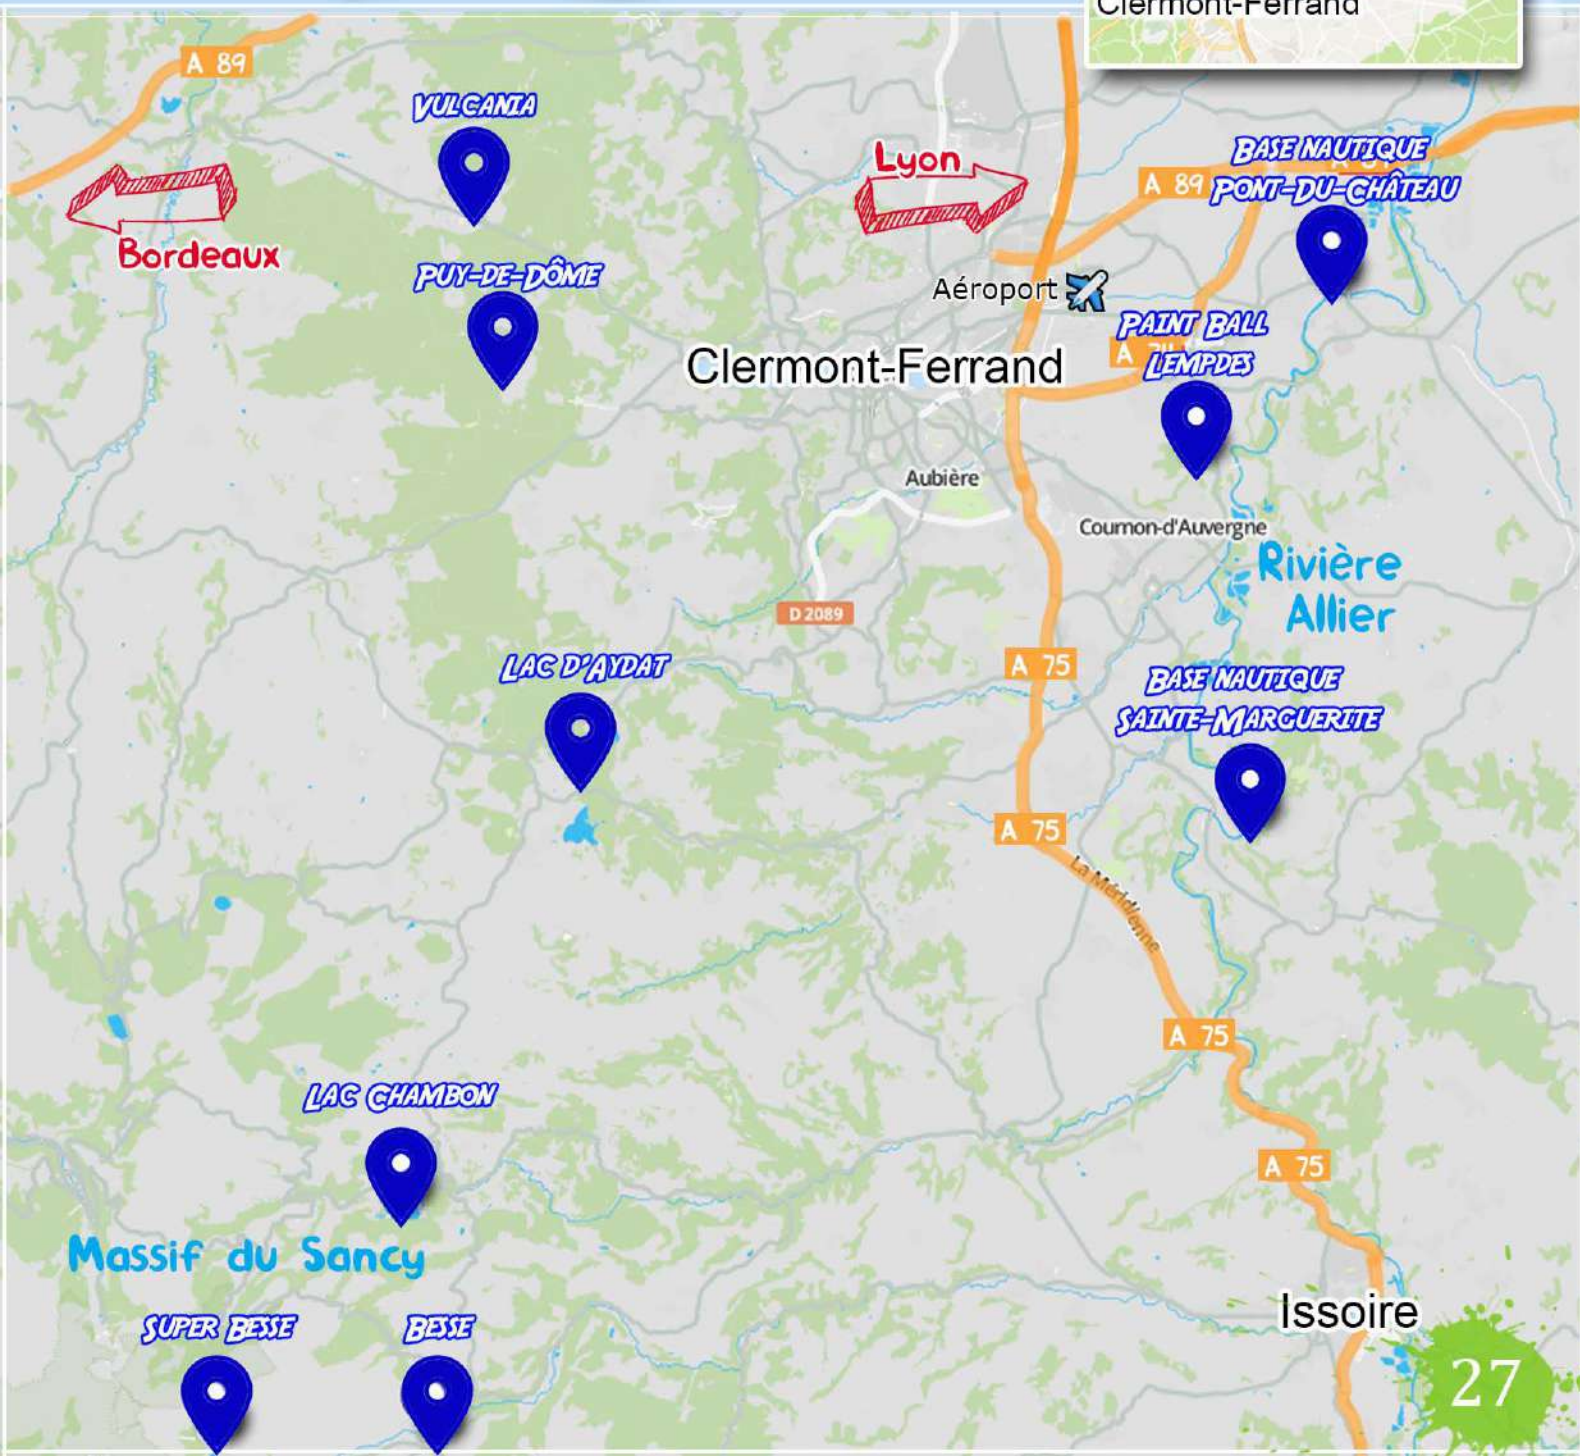 Clermont-Ferrand
A 89
VULCANIA
Lyon
BASE NAUTIQUE
PONT-DU-CHÂTEAU
A 89
Bordeaux
PUY-DE-DÔME
Aéroport
PAINT BALL
LEMPDES
A
Clermont-Ferrand
Aubière
Cournon-d'Auvergne
Rivière
Allier
D 2089
A 75
LAC D'AYDAT
BASE NAUTIQUE
SAINTE-MARGUERITE
A 75
La Méridienne
A 75
LAC CHAMBON
A 75
Massif du Sancy
SUPER BESSE
BESSE
Issoire
27